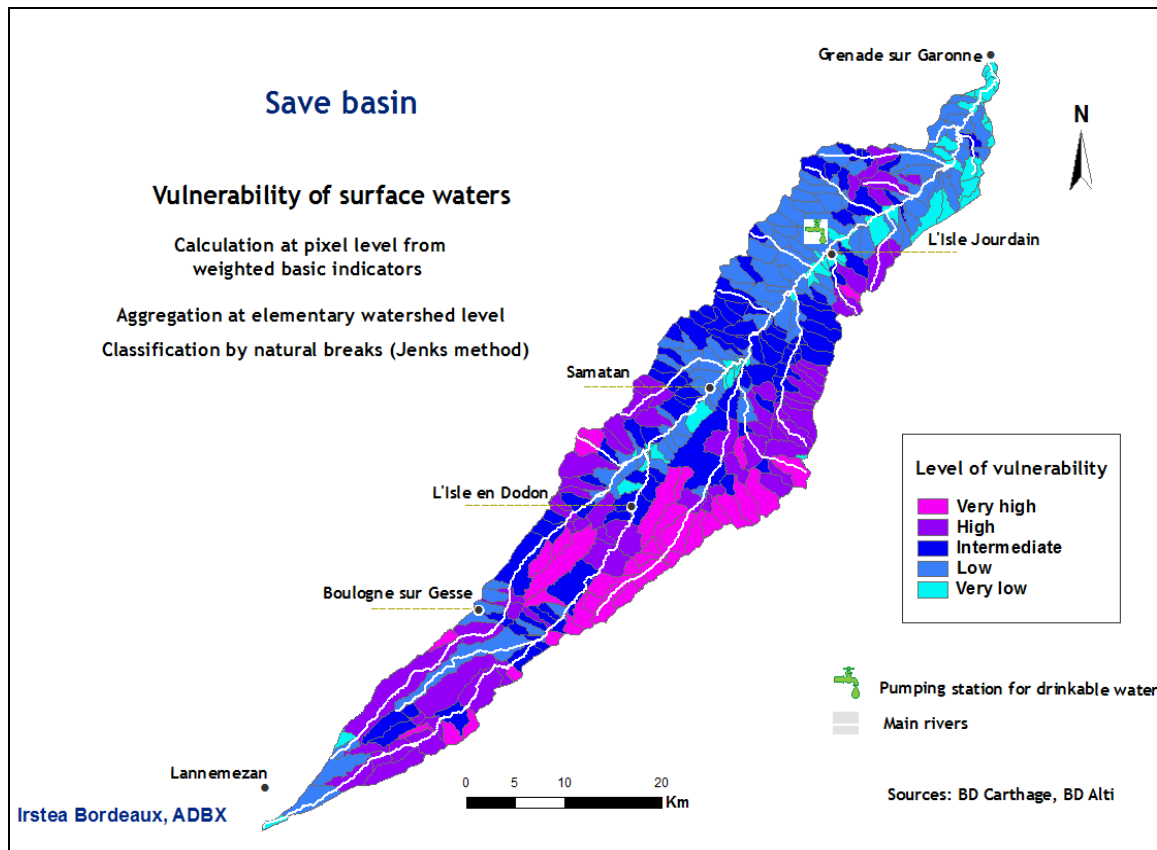 Grenade sur Garonne
Save basin
N
Vulnerability of surface waters
Calculation at pixel level from
weighted basic indicators
L'Isle Jourdain
Aggregation at elementary watershed level
Classification by natural breaks (Jenks method)
Samatan
Level of vulnerability
Very high
High
Intermediate
Low
Very low
L'Isle en Dodon
Boulogne sur Gesse
Pumping station for drinkable water
Main rivers
Lannemezan
0 5 10 20
Km
Sources: BD Carthage, BD Alti
Irstea Bordeaux, ADBX